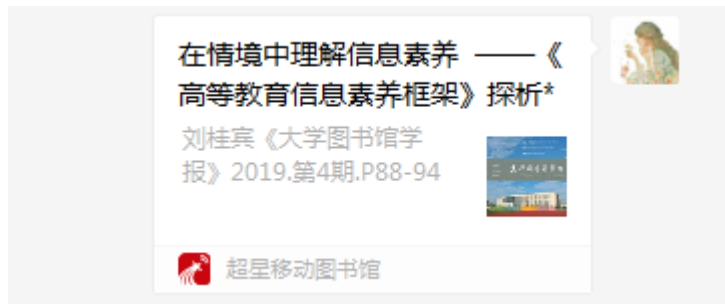 在情境中理解信息素养 ——《
高等教育信息素养框架》探析*
刘桂宾《大学图书馆学
报》2019.第4期.P88-94
超星移动图书馆